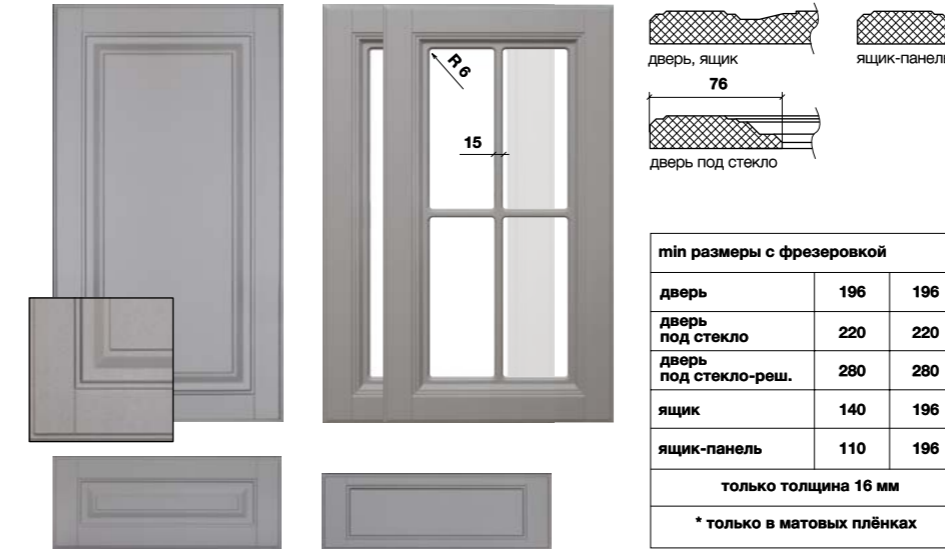 R 6
15
дверь, ящик
ящик-панель
76
дверь под стекло
min размеры с фрезеровкой
дверь 196 196
дверь
под стекло 220 220
дверь
под стекло-реш. 280 280
ящик 140 196
ящик-панель 110 196
только толщина 16 мм
* только в матовых плёнках